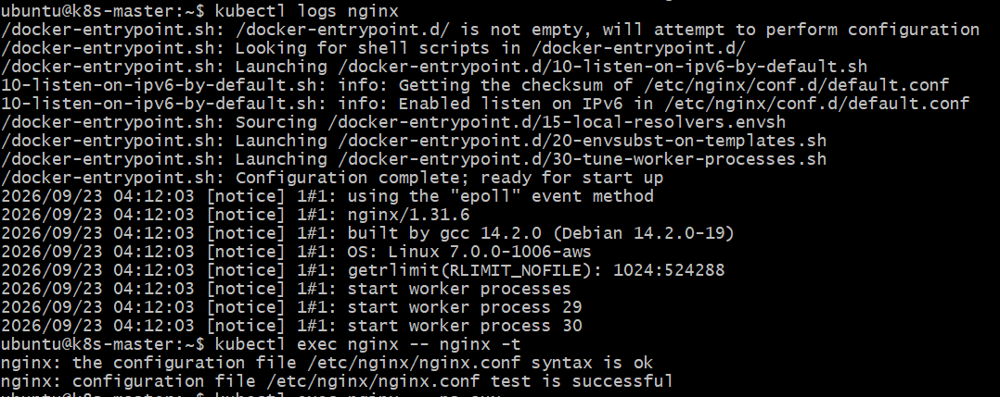 ubuntu@k8s-master:~$ kubectl logs nginx
/docker-entrypoint.sh: /docker-entrypoint.d/ is not empty, will attempt to perform configuration
/docker-entrypoint.sh: Looking for shell scripts in /docker-entrypoint.d/
/docker-entrypoint.sh: Launching /docker-entrypoint.d/10-listen-on-ipv6-by-default.sh
10-listen-on-ipv6-by-default.sh: info: Getting the checksum of /etc/nginx/conf.d/default.conf
10-listen-on-ipv6-by-default.sh: info: Enabled listen on IPv6 in /etc/nginx/conf.d/default.conf
/docker-entrypoint.sh: Sourcing /docker-entrypoint.d/15-local-resolvers.envsh
/docker-entrypoint.sh: Launching /docker-entrypoint.d/20-envsubst-on-templates.sh
/docker-entrypoint.sh: Launching /docker-entrypoint.d/30-tune-worker-processes.sh
/docker-entrypoint.sh: Configuration complete; ready for start up
2026/09/23 04:12:03 [notice] 1#1: using the "epoll" event method
2026/09/23 04:12:03 [notice] 1#1: nginx/1.31.6
2026/09/23 04:12:03 [notice] 1#1: built by gcc 14.2.0 (Debian 14.2.0-19)
2026/09/23 04:12:03 [notice] 1#1: OS: Linux 7.0.0-1006-aws
2026/09/23 04:12:03 [notice] 1#1: getrlimit(RLIMIT_NOFILE): 1024:524288
2026/09/23 04:12:03 [notice] 1#1: start worker processes
2026/09/23 04:12:03 [notice] 1#1: start worker process 29
2026/09/23 04:12:03 [notice] 1#1: start worker process 30
ubuntu@k8s-master:~$ kubectl exec nginx -- nginx -t
nginx: the configuration file /etc/nginx/nginx.conf syntax is ok
nginx: configuration file /etc/nginx/nginx.conf test is successful
ubuntu@k8s-master:~$ kubectl exec nginx